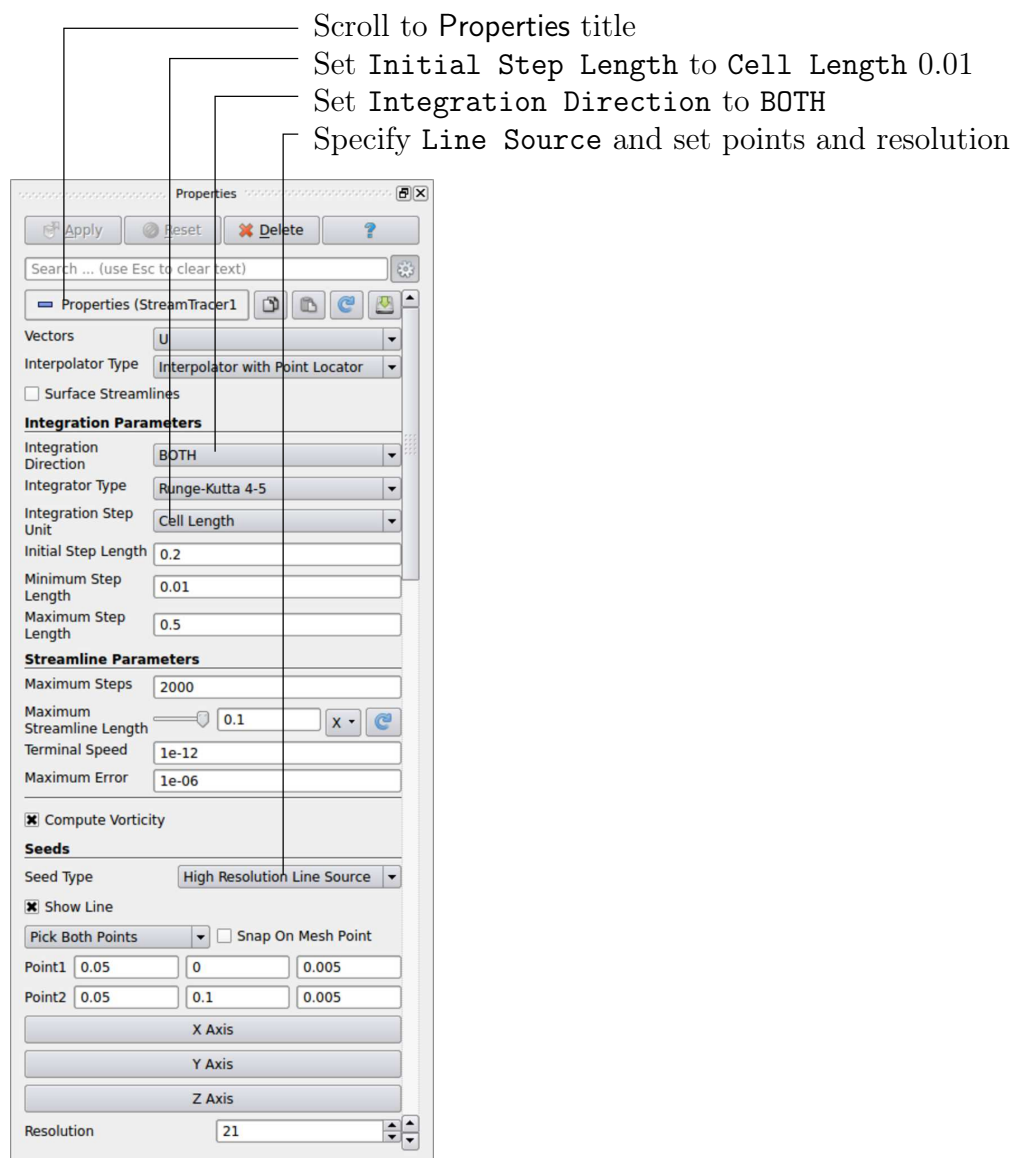 Scroll to Properties title
Set Initial Step Length to Cell Length 0.01
Set Integration Direction to BOTH
Specify Line Source and set points and resolution
Properties
Apply Reset Delete ?
Search ... (use Esc to clear text)
Properties (StreamTracer1
Vectors U
Interpolator Type Interpolator with Point Locator
Surface Streamlines
Integration Parameters
Integration
Direction BOTH
Integrator Type Runge-Kutta 4-5
Integration Step
Unit Cell Length
Initial Step Length 0.2
Minimum Step
Length 0.01
Maximum Step
Length 0.5
Streamline Parameters
Maximum Steps 2000
Maximum
Streamline Length 0.1 X
Terminal Speed 1e-12
Maximum Error 1e-06
Compute Vorticity
Seeds
Seed Type High Resolution Line Source
Show Line
Pick Both Points Snap On Mesh Point
Point1 0.05 0 0.005
Point2 0.05 0.1 0.005
X Axis
Y Axis
Z Axis
Resolution 21